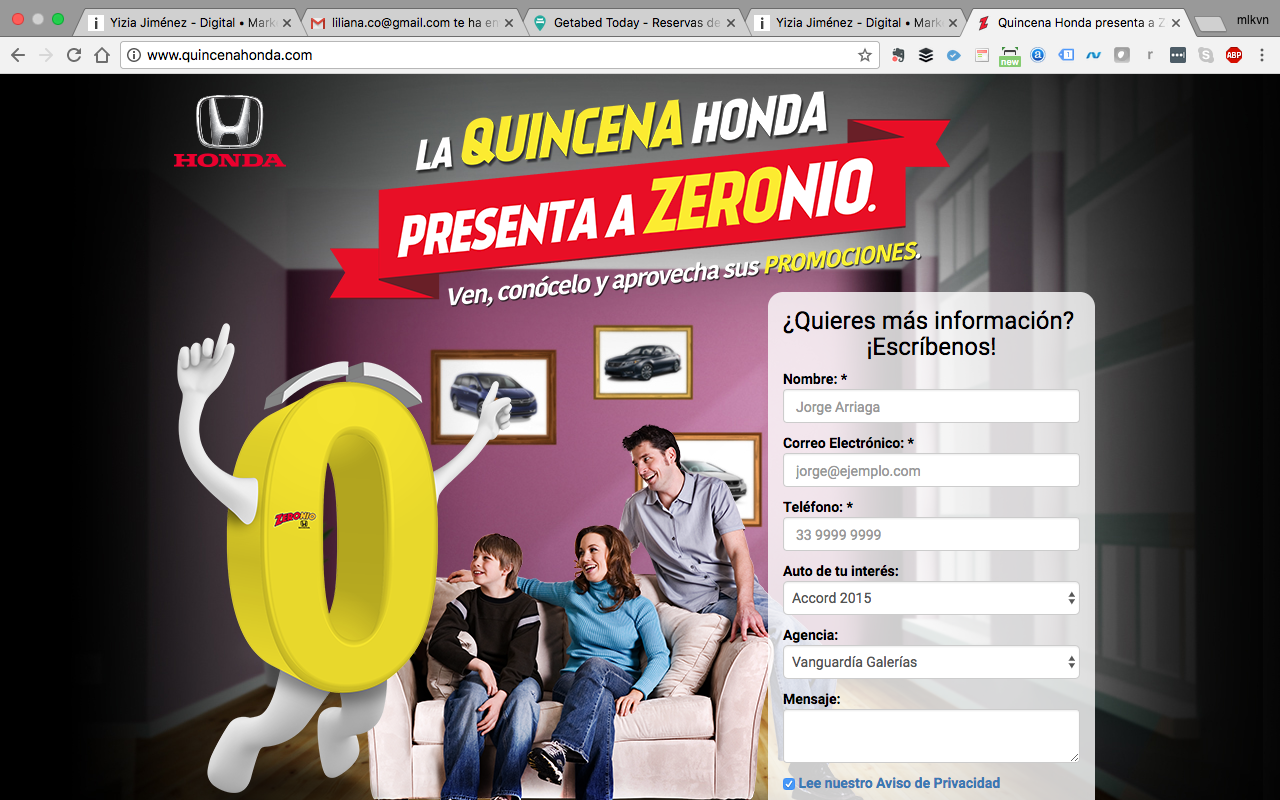 Yizia Jiménez - Digital • Mark
liliana.co@gmail.com te ha en
Getabed Today - Reservas de
Yizia Jiménez - Digital • Mark
Quincena Honda presenta a Z
mlkvn
www.quincenahonda.com
new
ABP
HONDA
LA QUINCENA HONDA
PRESENTA A ZERONIO.
Ven, conócelo y aprovecha sus PROMOCIONES.
ZERONIO
¿Quieres más información?
¡Escríbenos!
Nombre: *
Jorge Arriaga
Correo Electrónico: *
jorge@ejemplo.com
Teléfono: *
33 9999 9999
Auto de tu interés:
Accord 2015
Agencia:
Vanguardía Galerías
Mensaje:
Lee nuestro Aviso de Privacidad